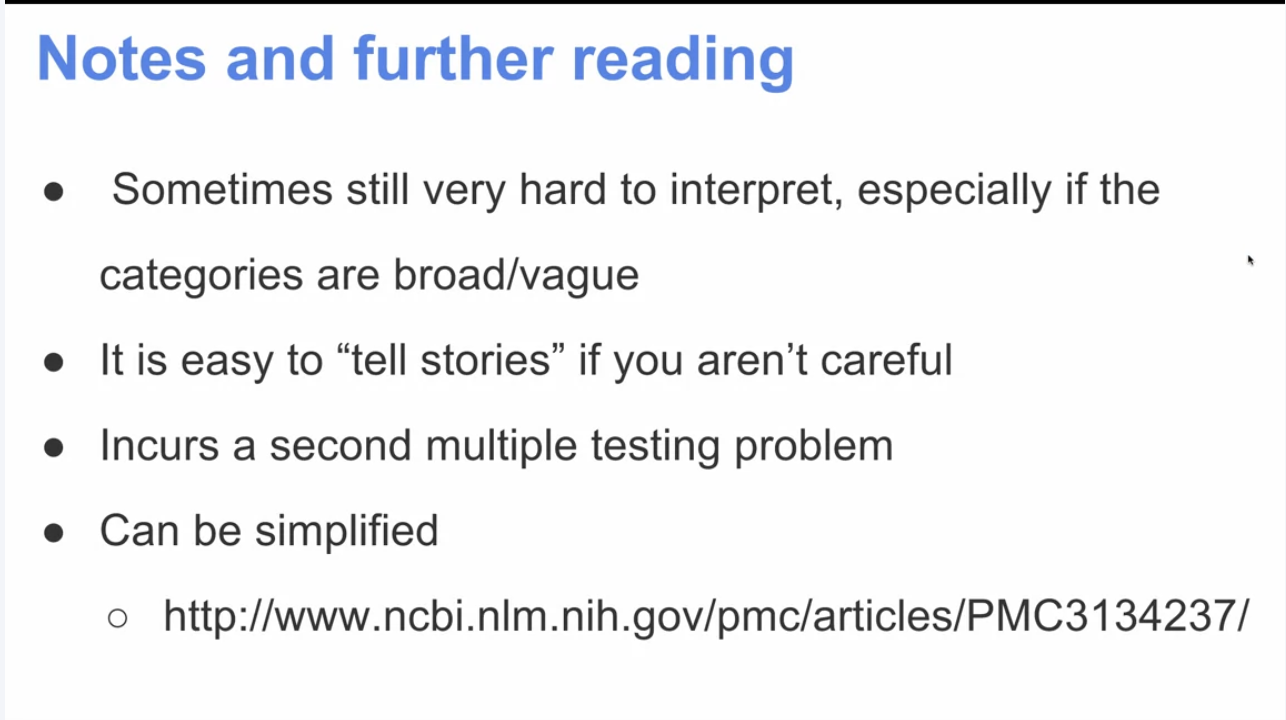 Notes and further reading
● Sometimes still very hard to interpret, especially if the
categories are broad/vague
● It is easy to “tell stories” if you aren’t careful
● Incurs a second multiple testing problem
● Can be simplified
○ http://www.ncbi.nlm.nih.gov/pmc/articles/PMC3134237/